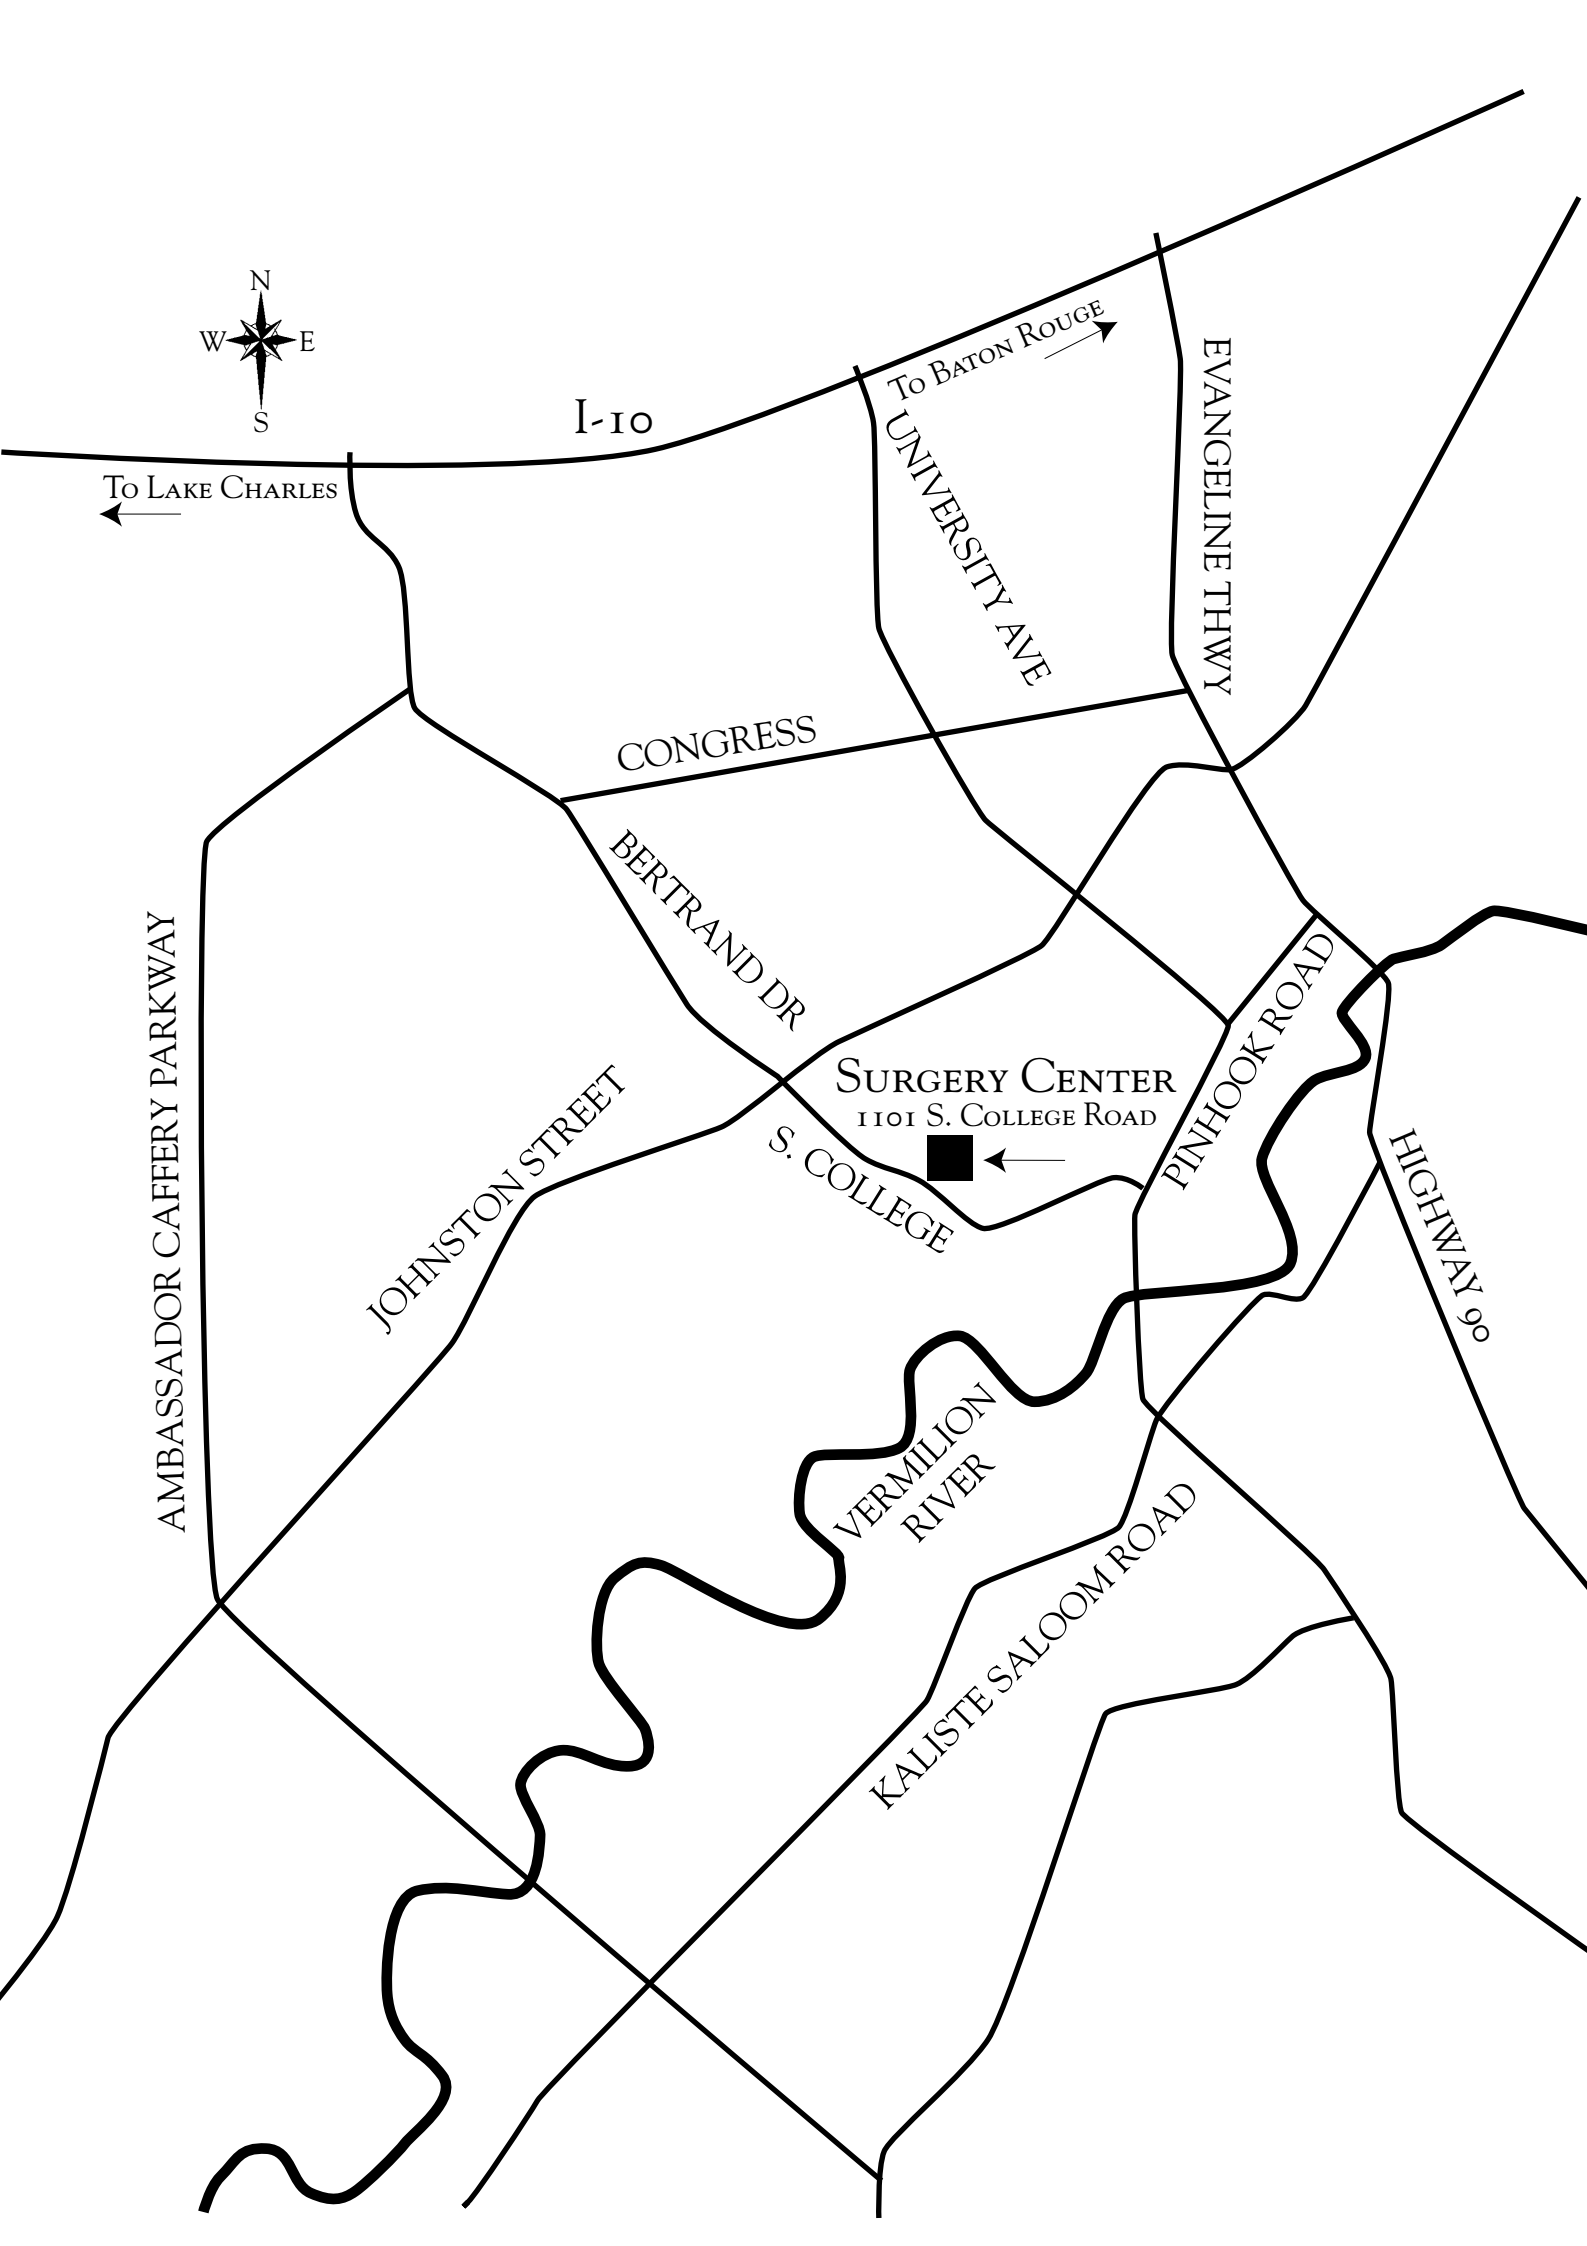 N
W
E
S
I-10
To Baton Rouge
To Lake Charles
EVANGELINE THWY
UNIVERSITY AVE
CONGRESS
BERTRAND DR
AMBASSADOR CAFFERY PARKWAY
PINHOOK ROAD
Surgery Center
1101 S. College Road
JOHNSTON STREET
S. COLLEGE
HIGHWAY 90
VERMILION
RIVER
KALISTE SALOOM ROAD